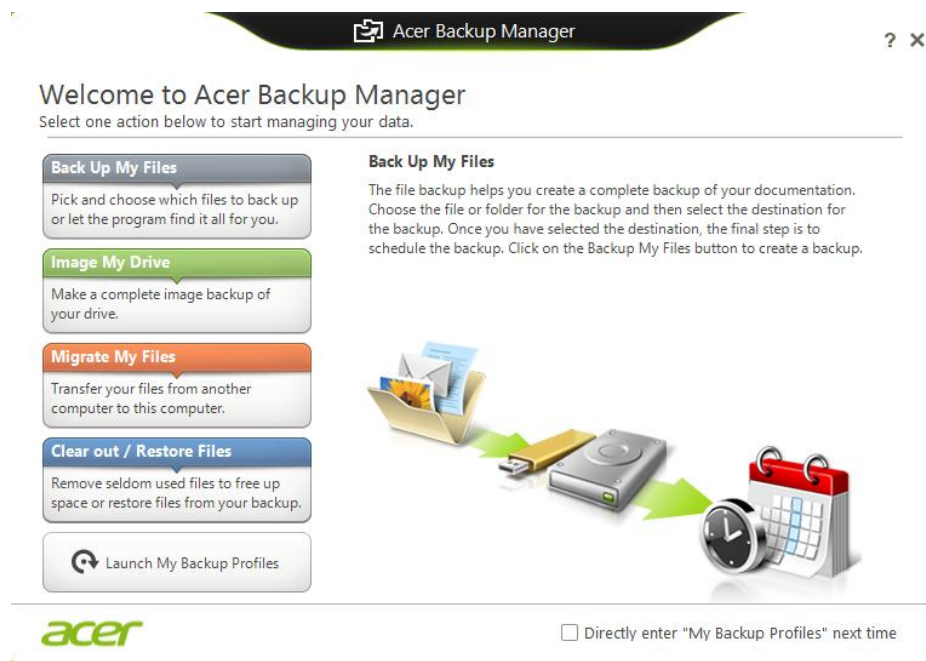 Acer Backup Manager
? X
Welcome to Acer Backup Manager
Select one action below to start managing your data.
Back Up My Files
Pick and choose which files to back up
or let the program find it all for you.
Image My Drive
Make a complete image backup of
your drive.
Migrate My Files
Transfer your files from another
computer to this computer.
Clear out / Restore Files
Remove seldom used files to free up
space or restore files from your backup.
Launch My Backup Profiles
Back Up My Files
The file backup helps you create a complete backup of your documentation.
Choose the file or folder for the backup and then select the destination for
the backup. Once you have selected the destination, the final step is to
schedule the backup. Click on the Backup My Files button to create a backup.
acer
Directly enter "My Backup Profiles" next time